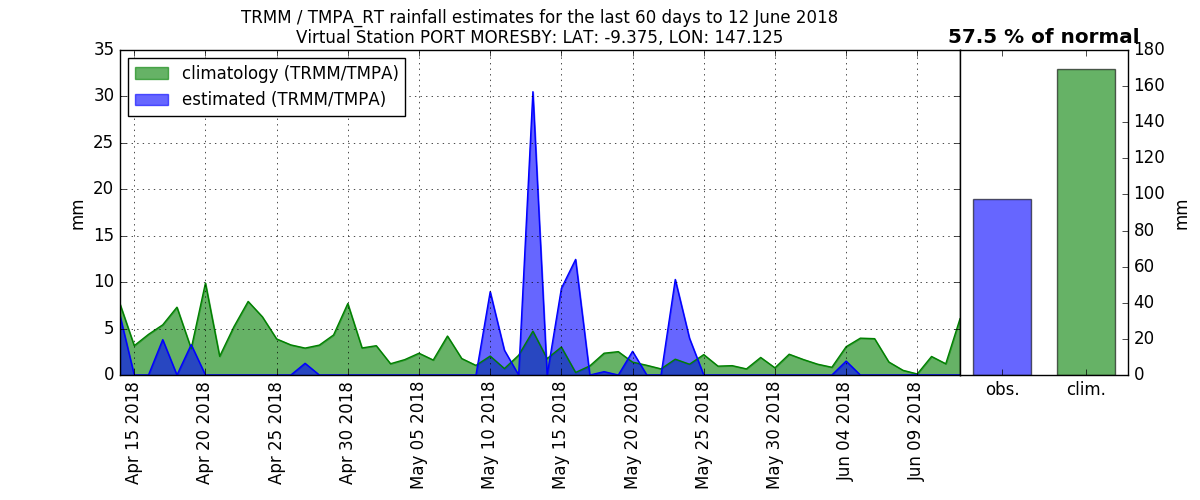 TRMM / TMPA_RT rainfall estimates for the last 60 days to 12 June 2018
Virtual Station PORT MORESBY: LAT: -9.375, LON: 147.125
57.5 % of normal
climatology (TRMM/TMPA)
estimated (TRMM/TMPA)
mm
35
30
25
20
15
10
5
0
Apr 15 2018
Apr 20 2018
Apr 25 2018
Apr 30 2018
May 05 2018
May 10 2018
May 15 2018
May 20 2018
May 25 2018
May 30 2018
Jun 04 2018
Jun 09 2018
obs.
clim.
180
160
140
120
100
80
60
40
20
0
mm